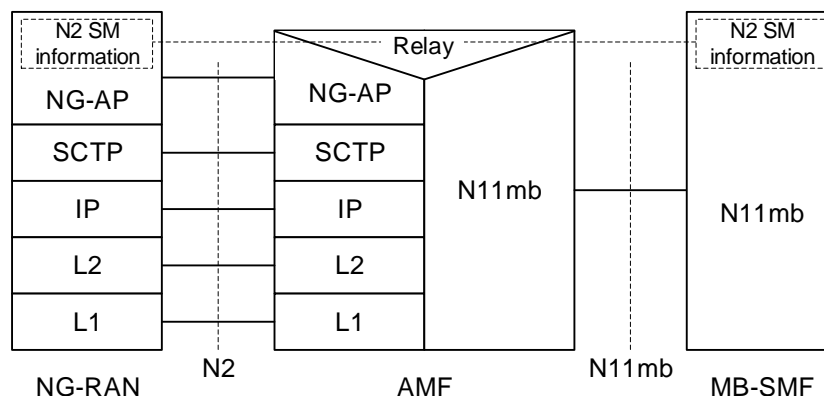 N2 SM
information
Relay
N2 SM
information
NG-AP
NG-AP
SCTP
SCTP
IP
IP
N11mb
N11mb
L2
L2
L1
L1
N2
N11mb
NG-RAN
AMF
MB-SMF